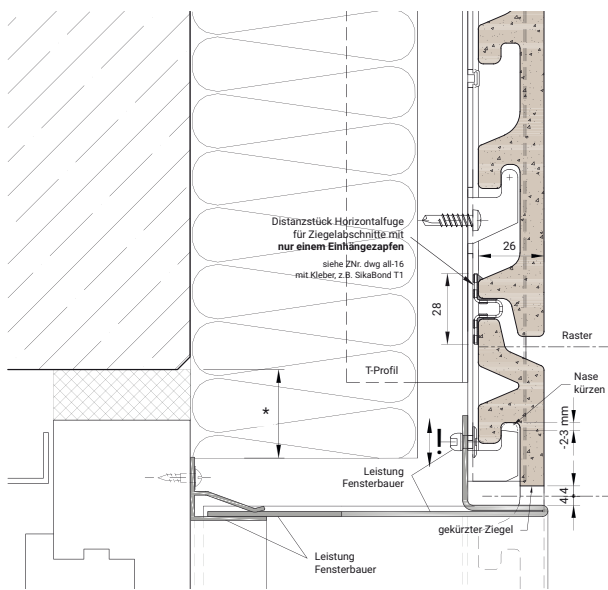 Distanzstück Horizontalfuge
für Ziegelabschnitte mit
nur einem Einhängezapfen
siehe ZNr. dwg all-16
mit Kleber, z.B. SikaBond T1
26
28
Raster
T-Profil
Nase
kürzen
*
!
-2-3 mm
Leistung
Fensterbauer
4
4
gekürzter Ziegel
Leistung
Fensterbauer